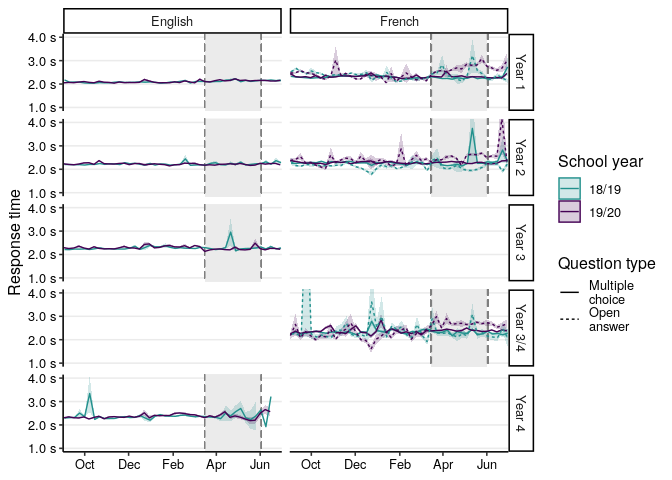 English
French
4.0 s
3.0 s
2.0 s
1.0 s
Year 1
4.0 s
3.0 s
2.0 s
1.0 s
Year 2
4.0 s
3.0 s
2.0 s
1.0 s
Year 3
4.0 s
3.0 s
2.0 s
1.0 s
Year 3/4
4.0 s
3.0 s
2.0 s
1.0 s
Year 4
Response time
Oct Dec Feb Apr Jun
Oct Dec Feb Apr Jun
School year
18/19
19/20
Question type
Multiple
choice
Open
answer